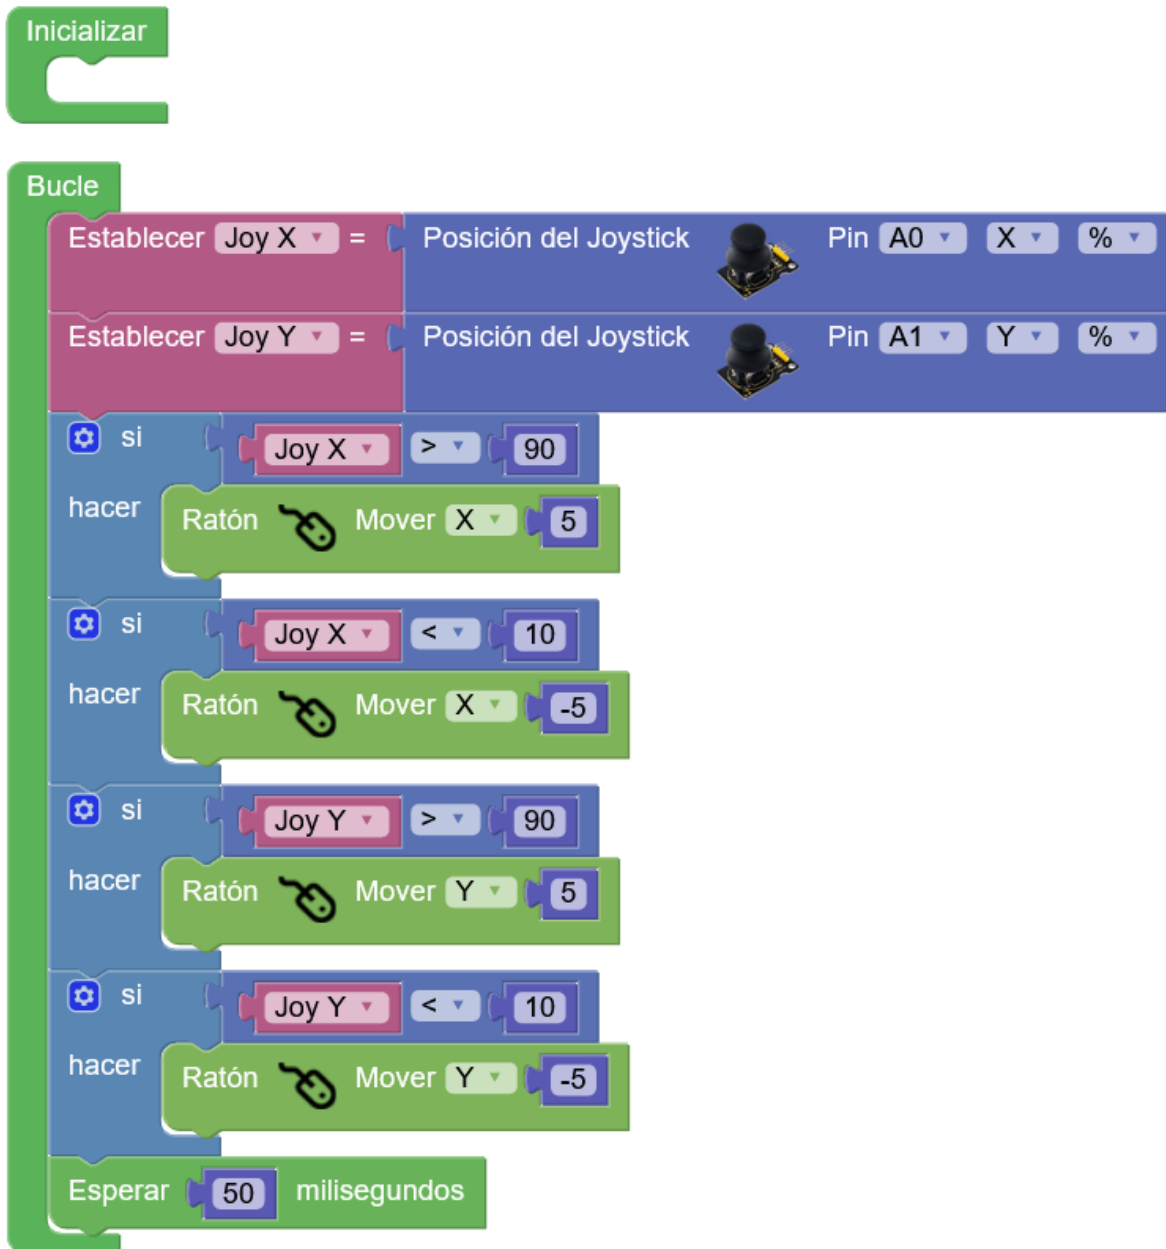 Inicializar
Bucle
Establecer Joy X = Posición del Joystick Pin A0 X %
Establecer Joy Y = Posición del Joystick Pin A1 Y %
si Joy X > 90
hacer Ratón Mover X 5
si Joy X < 10
hacer Ratón Mover X -5
si Joy Y > 90
hacer Ratón Mover Y 5
si Joy Y < 10
hacer Ratón Mover Y -5
Esperar 50 milisegundos